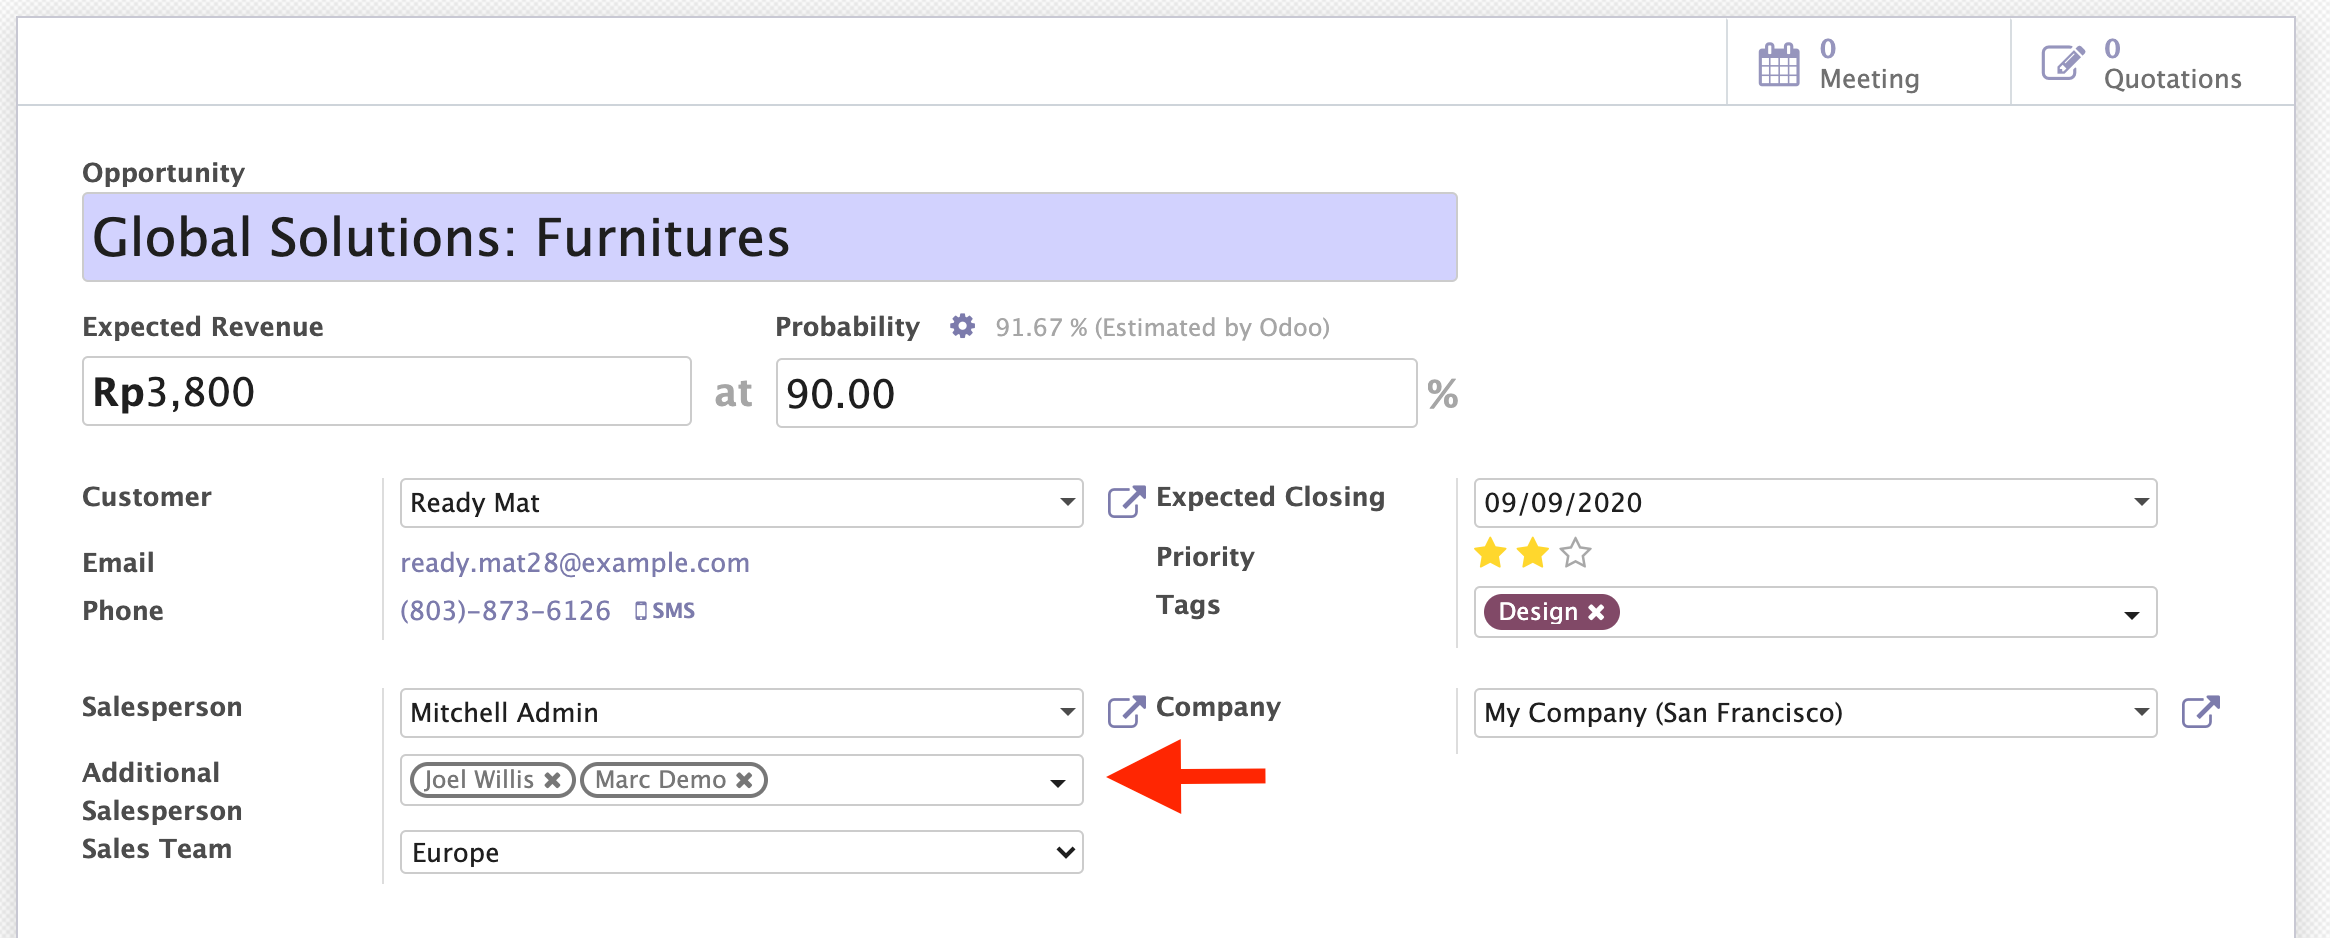 0
Meeting
0
Quotations
Opportunity
Global Solutions: Furnitures
Expected Revenue
Probability 91.67 % (Estimated by Odoo)
Rp3,800 at 90.00 %
Customer
Ready Mat
Expected Closing
09/09/2020
Email
ready.mat28@example.com
Priority
Phone
(803)-873-6126 SMS
Tags
Design
Salesperson
Mitchell Admin
Company
My Company (San Francisco)
Additional
Salesperson
Joel Willis
Marc Demo
Sales Team
Europe